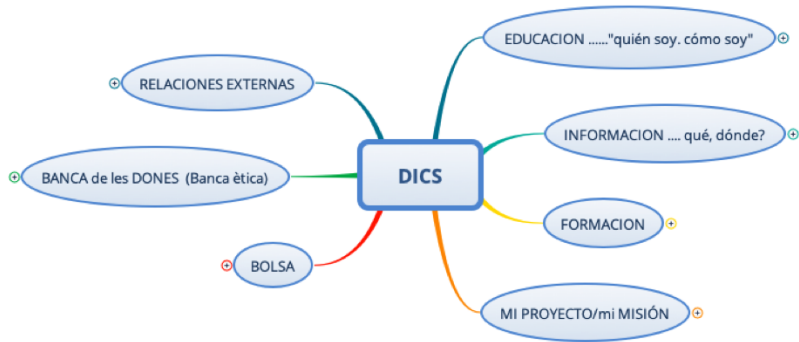 DICS
EDUCACION ......"quién soy. cómo soy"
INFORMACION .... qué, dónde?
FORMACION
MI PROYECTO/mi MISIÓN
RELACIONES EXTERNAS
BANCA de les DONES (Banca ètica)
BOLSA